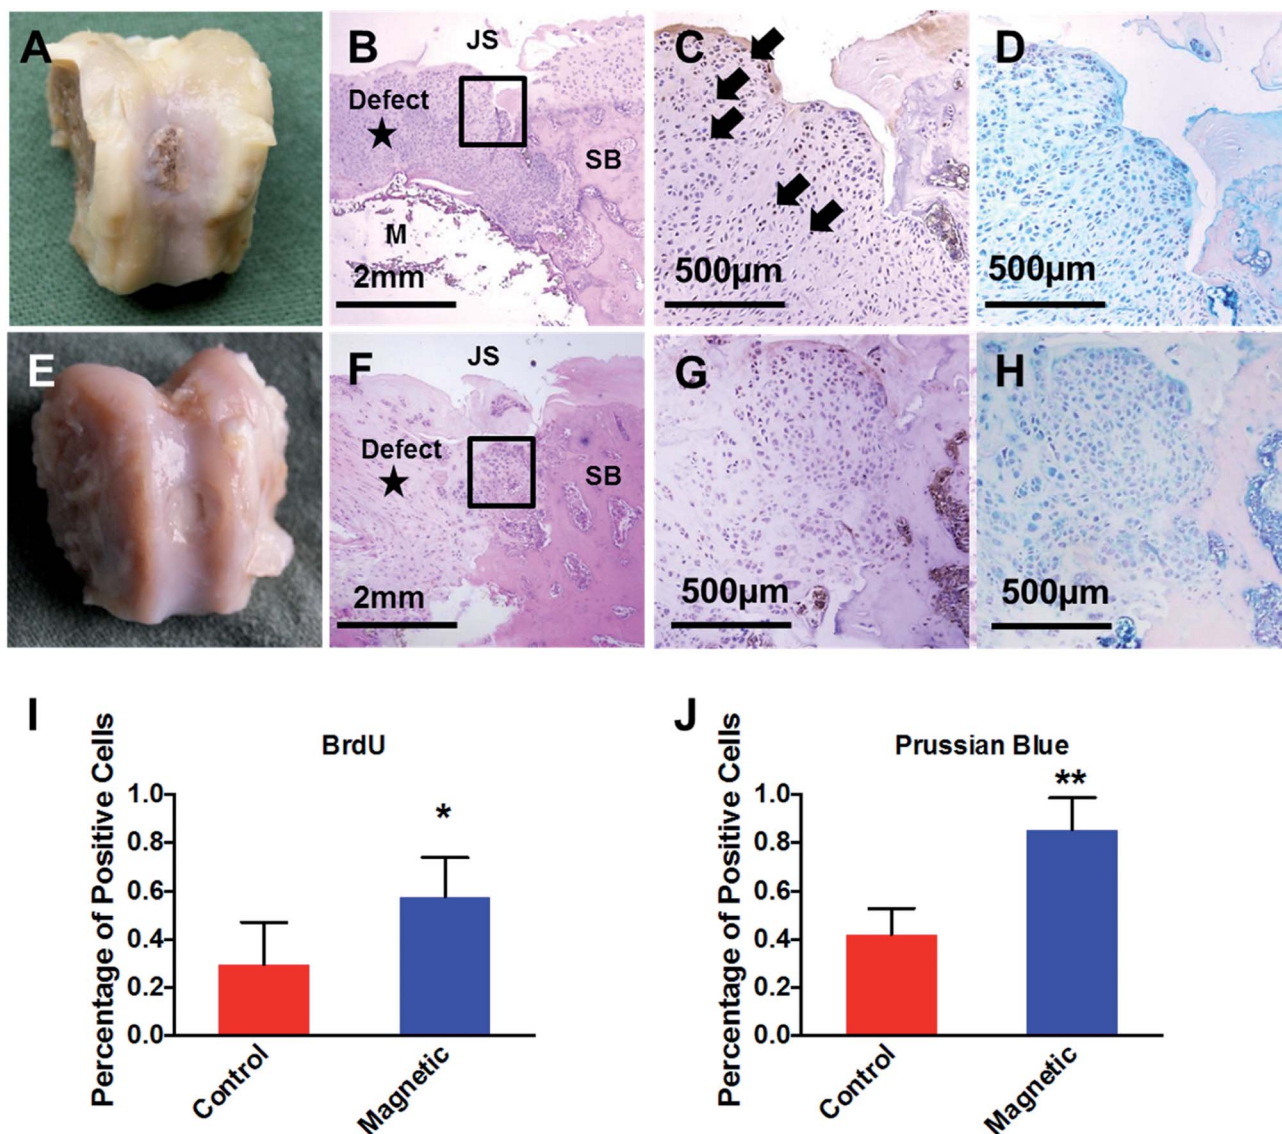 A
B
JS
Defect
★
SB
M
2mm
C
500µm
D
500µm
E
F
JS
Defect
★
SB
2mm
G
500µm
H
500µm
I
BrdU
Percentage of Positive Cells
1.0
0.8
0.6
0.4
0.2
0.0
*
Control
Magnetic
J
Prussian Blue
Percentage of Positive Cells
1.0
0.8
0.6
0.4
0.2
0.0
**
Control
Magnetic